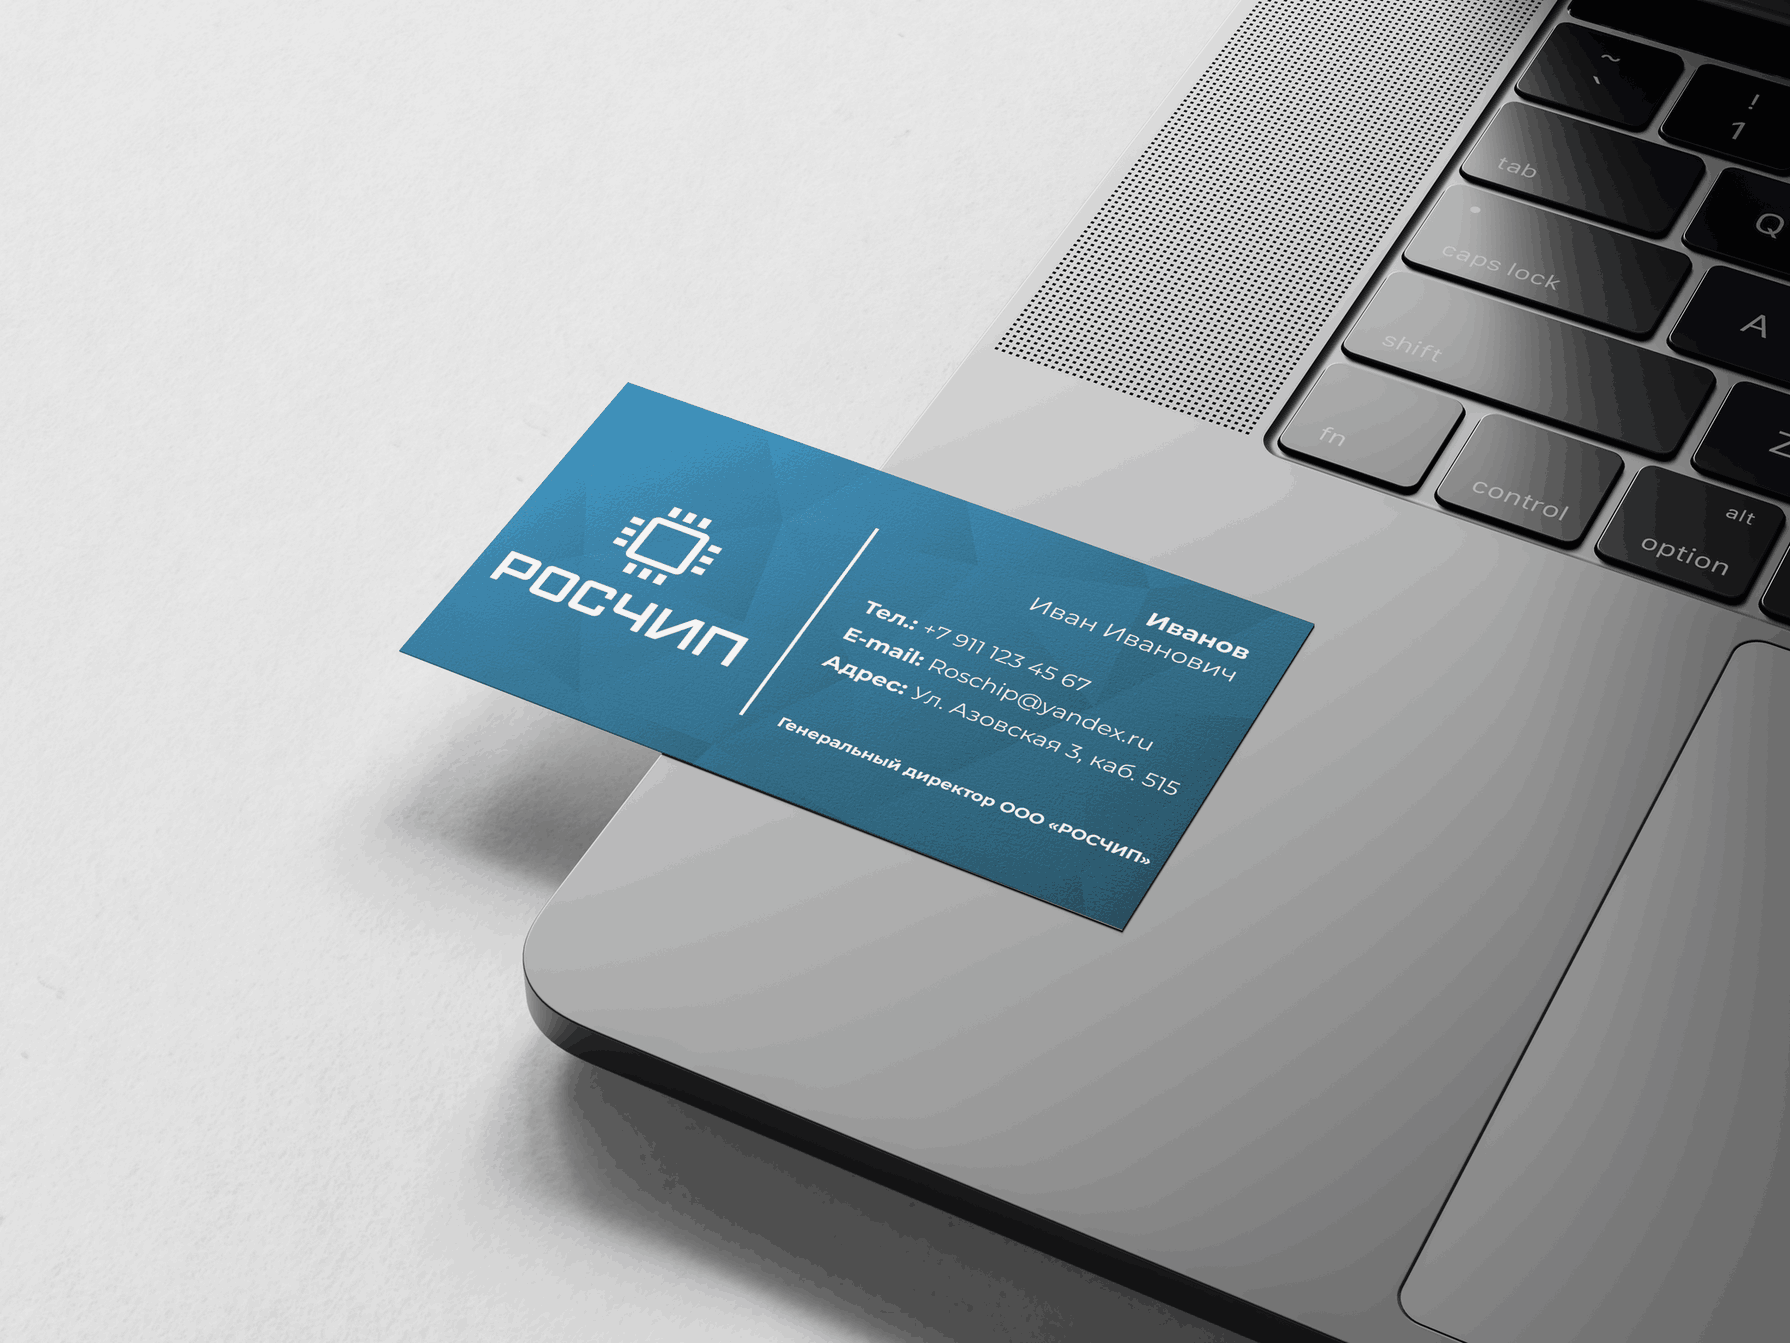 РОСЧИП
Иванов
Иван Иванович
Тел.: +7 911 123 45 67
E-mail: Roschip@yandex.ru
Адрес: Ул. Азовская 3, каб. 515
Генеральный директор ООО «РОСЧИП»
~
`
!
1
tab
Q
caps lock
A
shift
Z
fn
control
alt
option